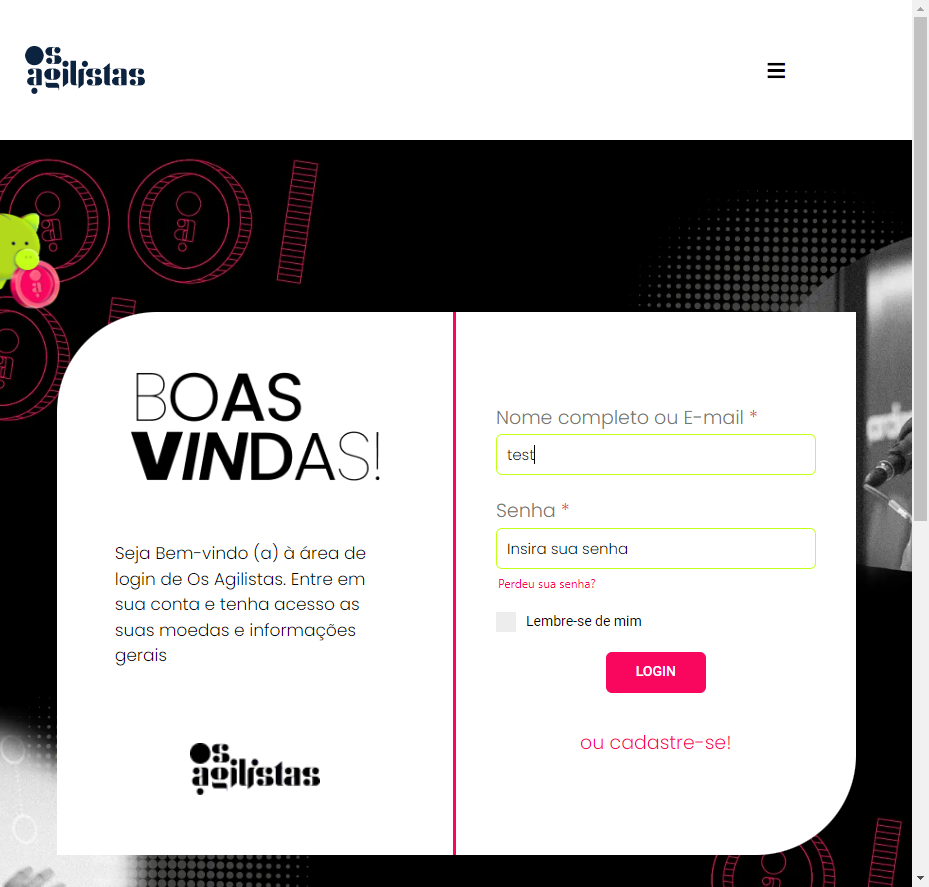 Os
agilistas
BOAS
VINDAS!
Seja Bem-vindo (a) à área de
login de Os Agilistas. Entre em
sua conta e tenha acesso as
suas moedas e informações
gerais
Os
agilistas
Nome completo ou E-mail *
test
Senha *
Insira sua senha
Perdeu sua senha?
Lembre-se de mim
LOGIN
ou cadastre-se!